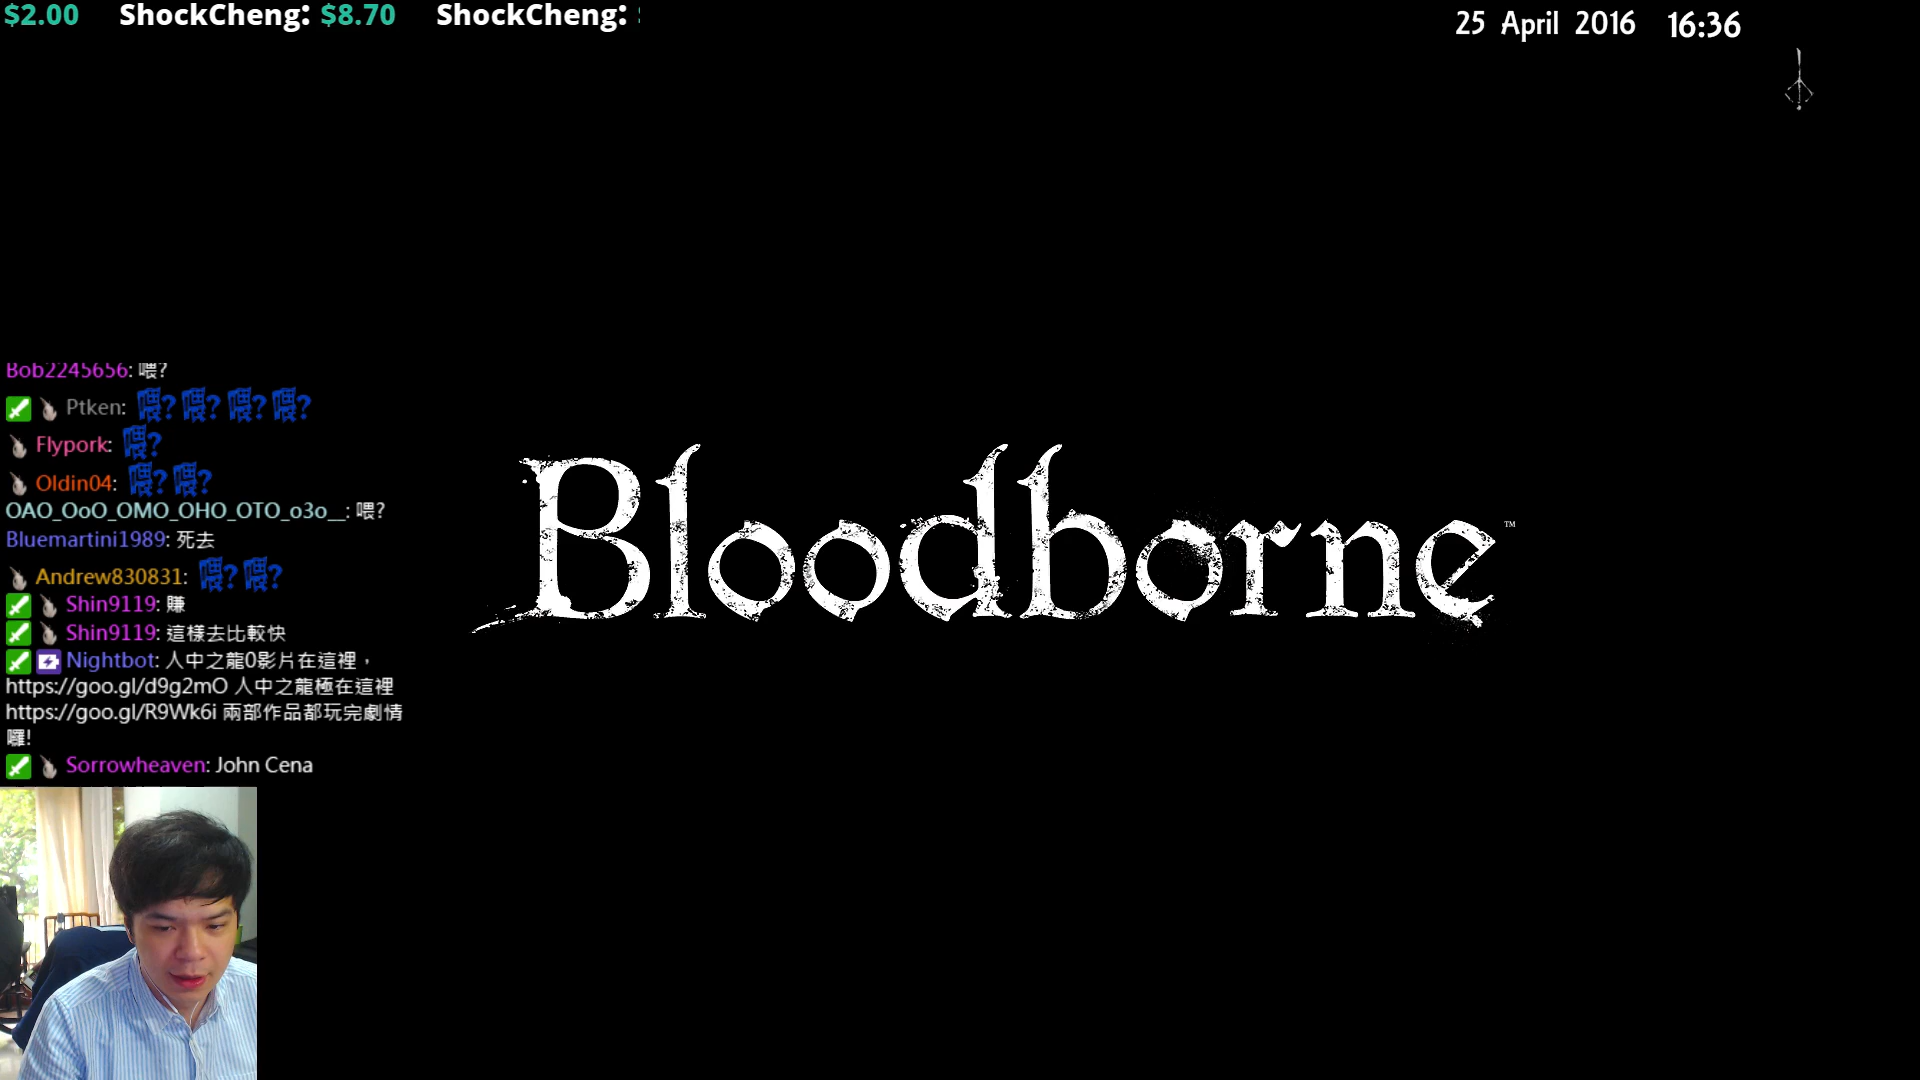 $2.00 ShockCheng: $8.70 ShockCheng:
25 April 2016 16:36
Bob2245656: 喂?
Ptken: 喂? 喂? 喂? 喂?
Flypork: 喂?
Oldin04: 喂? 喂?
OAO_OoO_OMO_OHO_OTO_o3o__: 喂?
Bluemartini1989: 死去
Andrew830831: 喂? 喂?
Shin9119: 賺
Shin9119: 這樣去比較快
Nightbot: 人中之龍0影片在這裡，
https://goo.gl/d9g2mO 人中之龍極在這裡
https://goo.gl/R9Wk6i 兩部作品都玩完劇情
囉!
Sorrowheaven: John Cena
Bloodborne™